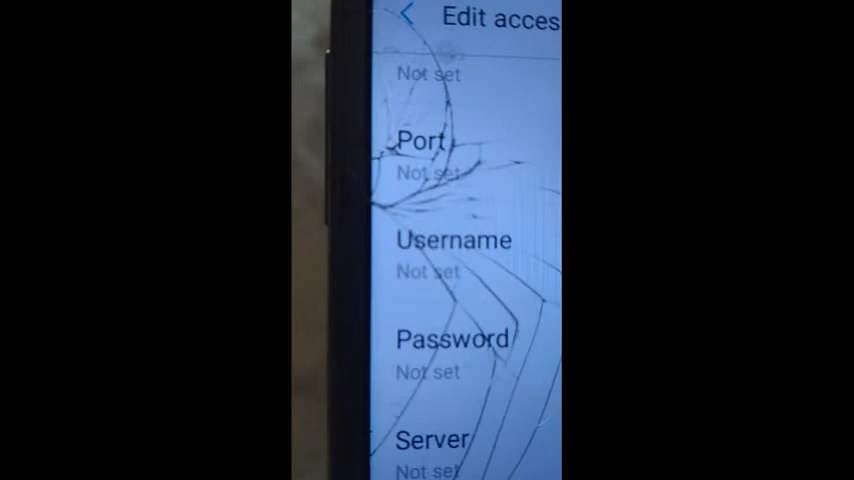 Edit acces
Not set
Port
Not set
Username
Not set
Password
Not set
Server
Not set